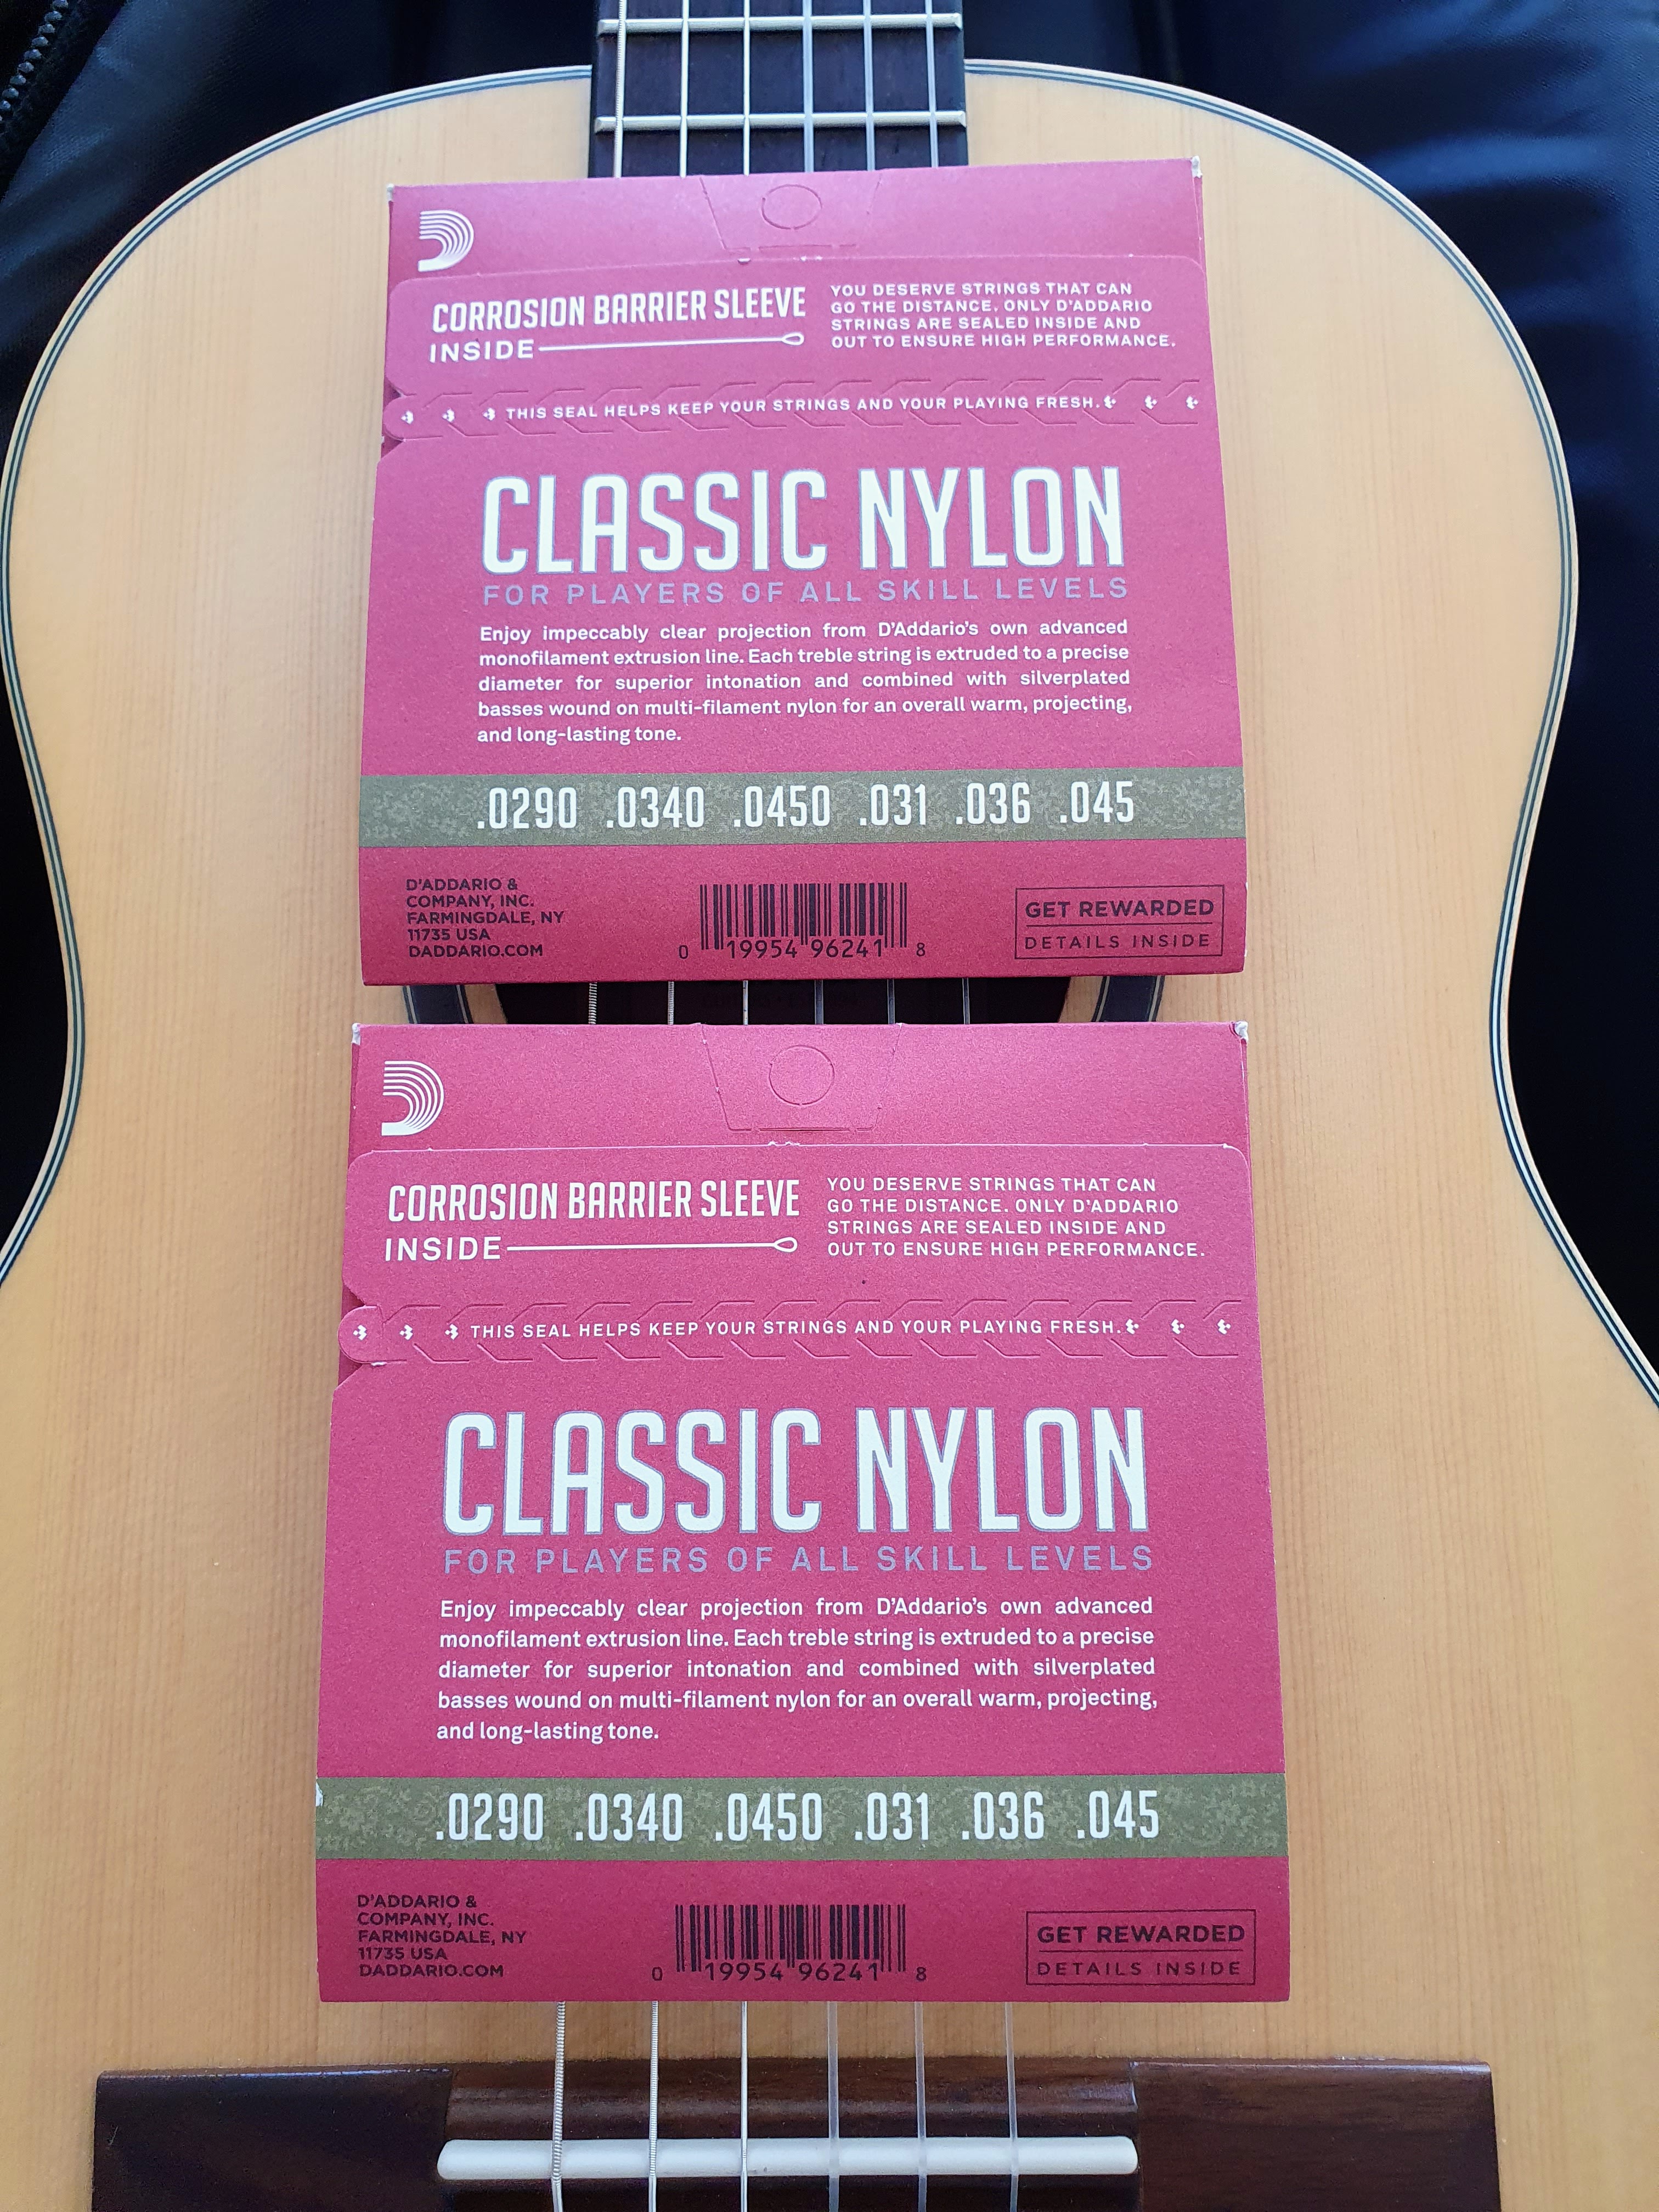 CORROSION BARRIER SLEEVE
INSIDE
YOU DESERVE STRINGS THAT CAN
GO THE DISTANCE. ONLY D'ADDARIO
STRINGS ARE SEALED INSIDE AND
OUT TO ENSURE HIGH PERFORMANCE.
THIS SEAL HELPS KEEP YOUR STRINGS AND YOUR PLAYING FRESH.
CLASSIC NYLON
FOR PLAYERS OF ALL SKILL LEVELS
Enjoy impeccably clear projection from D'Addario's own advanced
monofilament extrusion line. Each treble string is extruded to a precise
diameter for superior intonation and combined with silverplated
basses wound on multi-filament nylon for an overall warm, projecting,
and long-lasting tone.
.0290 .0340 .0450 .031 .036 .045
D'ADDARIO &
COMPANY, INC.
FARMINGDALE, NY
11735 USA
DADDARIO.COM
0 19954 96241 8
GET REWARDED
DETAILS INSIDE
CORROSION BARRIER SLEEVE
INSIDE
YOU DESERVE STRINGS THAT CAN
GO THE DISTANCE. ONLY D'ADDARIO
STRINGS ARE SEALED INSIDE AND
OUT TO ENSURE HIGH PERFORMANCE.
THIS SEAL HELPS KEEP YOUR STRINGS AND YOUR PLAYING FRESH.
CLASSIC NYLON
FOR PLAYERS OF ALL SKILL LEVELS
Enjoy impeccably clear projection from D'Addario's own advanced
monofilament extrusion line. Each treble string is extruded to a precise
diameter for superior intonation and combined with silverplated
basses wound on multi-filament nylon for an overall warm, projecting,
and long-lasting tone.
.0290 .0340 .0450 .031 .036 .045
D'ADDARIO &
COMPANY, INC.
FARMINGDALE, NY
11735 USA
DADDARIO.COM
0 19954 96241 8
GET REWARDED
DETAILS INSIDE